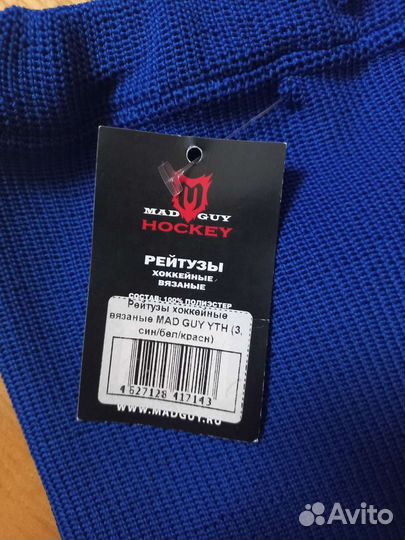 MAD GUY
HOCKEY
РЕЙТУЗЫ
ХОККЕЙНЫЕ
ВЯЗАНЫЕ
СОСТАВ: 100% ПОЛИЭСТЕР
Рейтузы хоккейные
вязаные MAD GUY YTH (3,
син/бел/красн)
4 627128 417143
WWW.MADGUY.RU
Avito